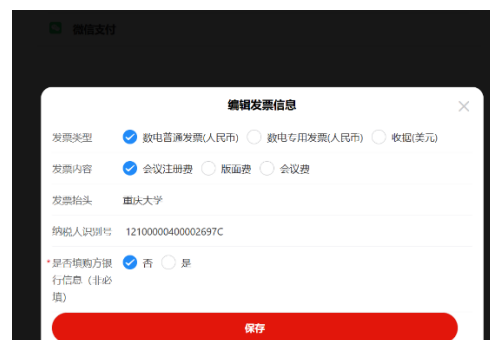 微信支付
编辑发票信息
发票类型 数电普通发票(人民币) 数电专用发票(人民币) 收据(美元)
发票内容 会议注册费 版面费 会议费
发票抬头 重庆大学
纳税人识别号 12100000400002697C
*是否填购方银 否 是
行信息（非必
填）
保存